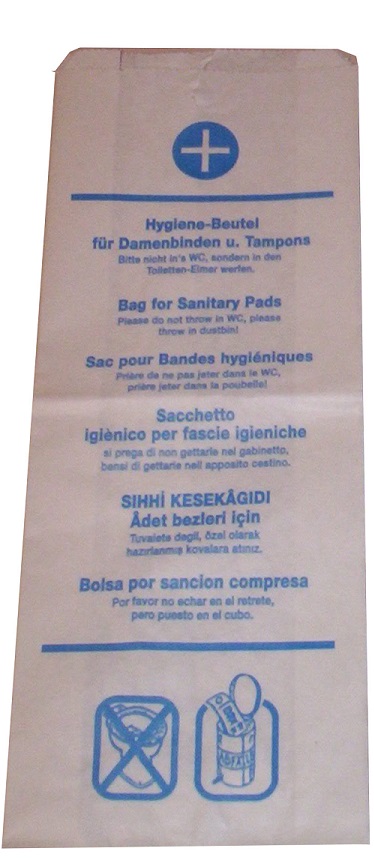 Hygiene-Beutel
für Damenbinden u. Tampons
Bitte nicht in's WC, sondern in den
Toiletten-Eimer werfen.
Bag for Sanitary Pads
Please do not throw in WC, please
throw in dustbin!
Sac pour Bandes hygiéniques
Prière de ne pas jeter dans le WC,
prière jeter dans la poubelle!
Sacchetto
igiènico per fascie igieniche
si prega di non gettarle nel gabinetto,
bensi di gettarle nell apposito cestino.
SIHHİ KESEKÂGIDI
Âdet bezleri için
Tuvalete degil, özel olarak
hazırlanmıs kovalara atınız.
Bolsa por sancion compresa
Por favor no echar en el retrete,
pero puesto en el cubo.
ABFALL